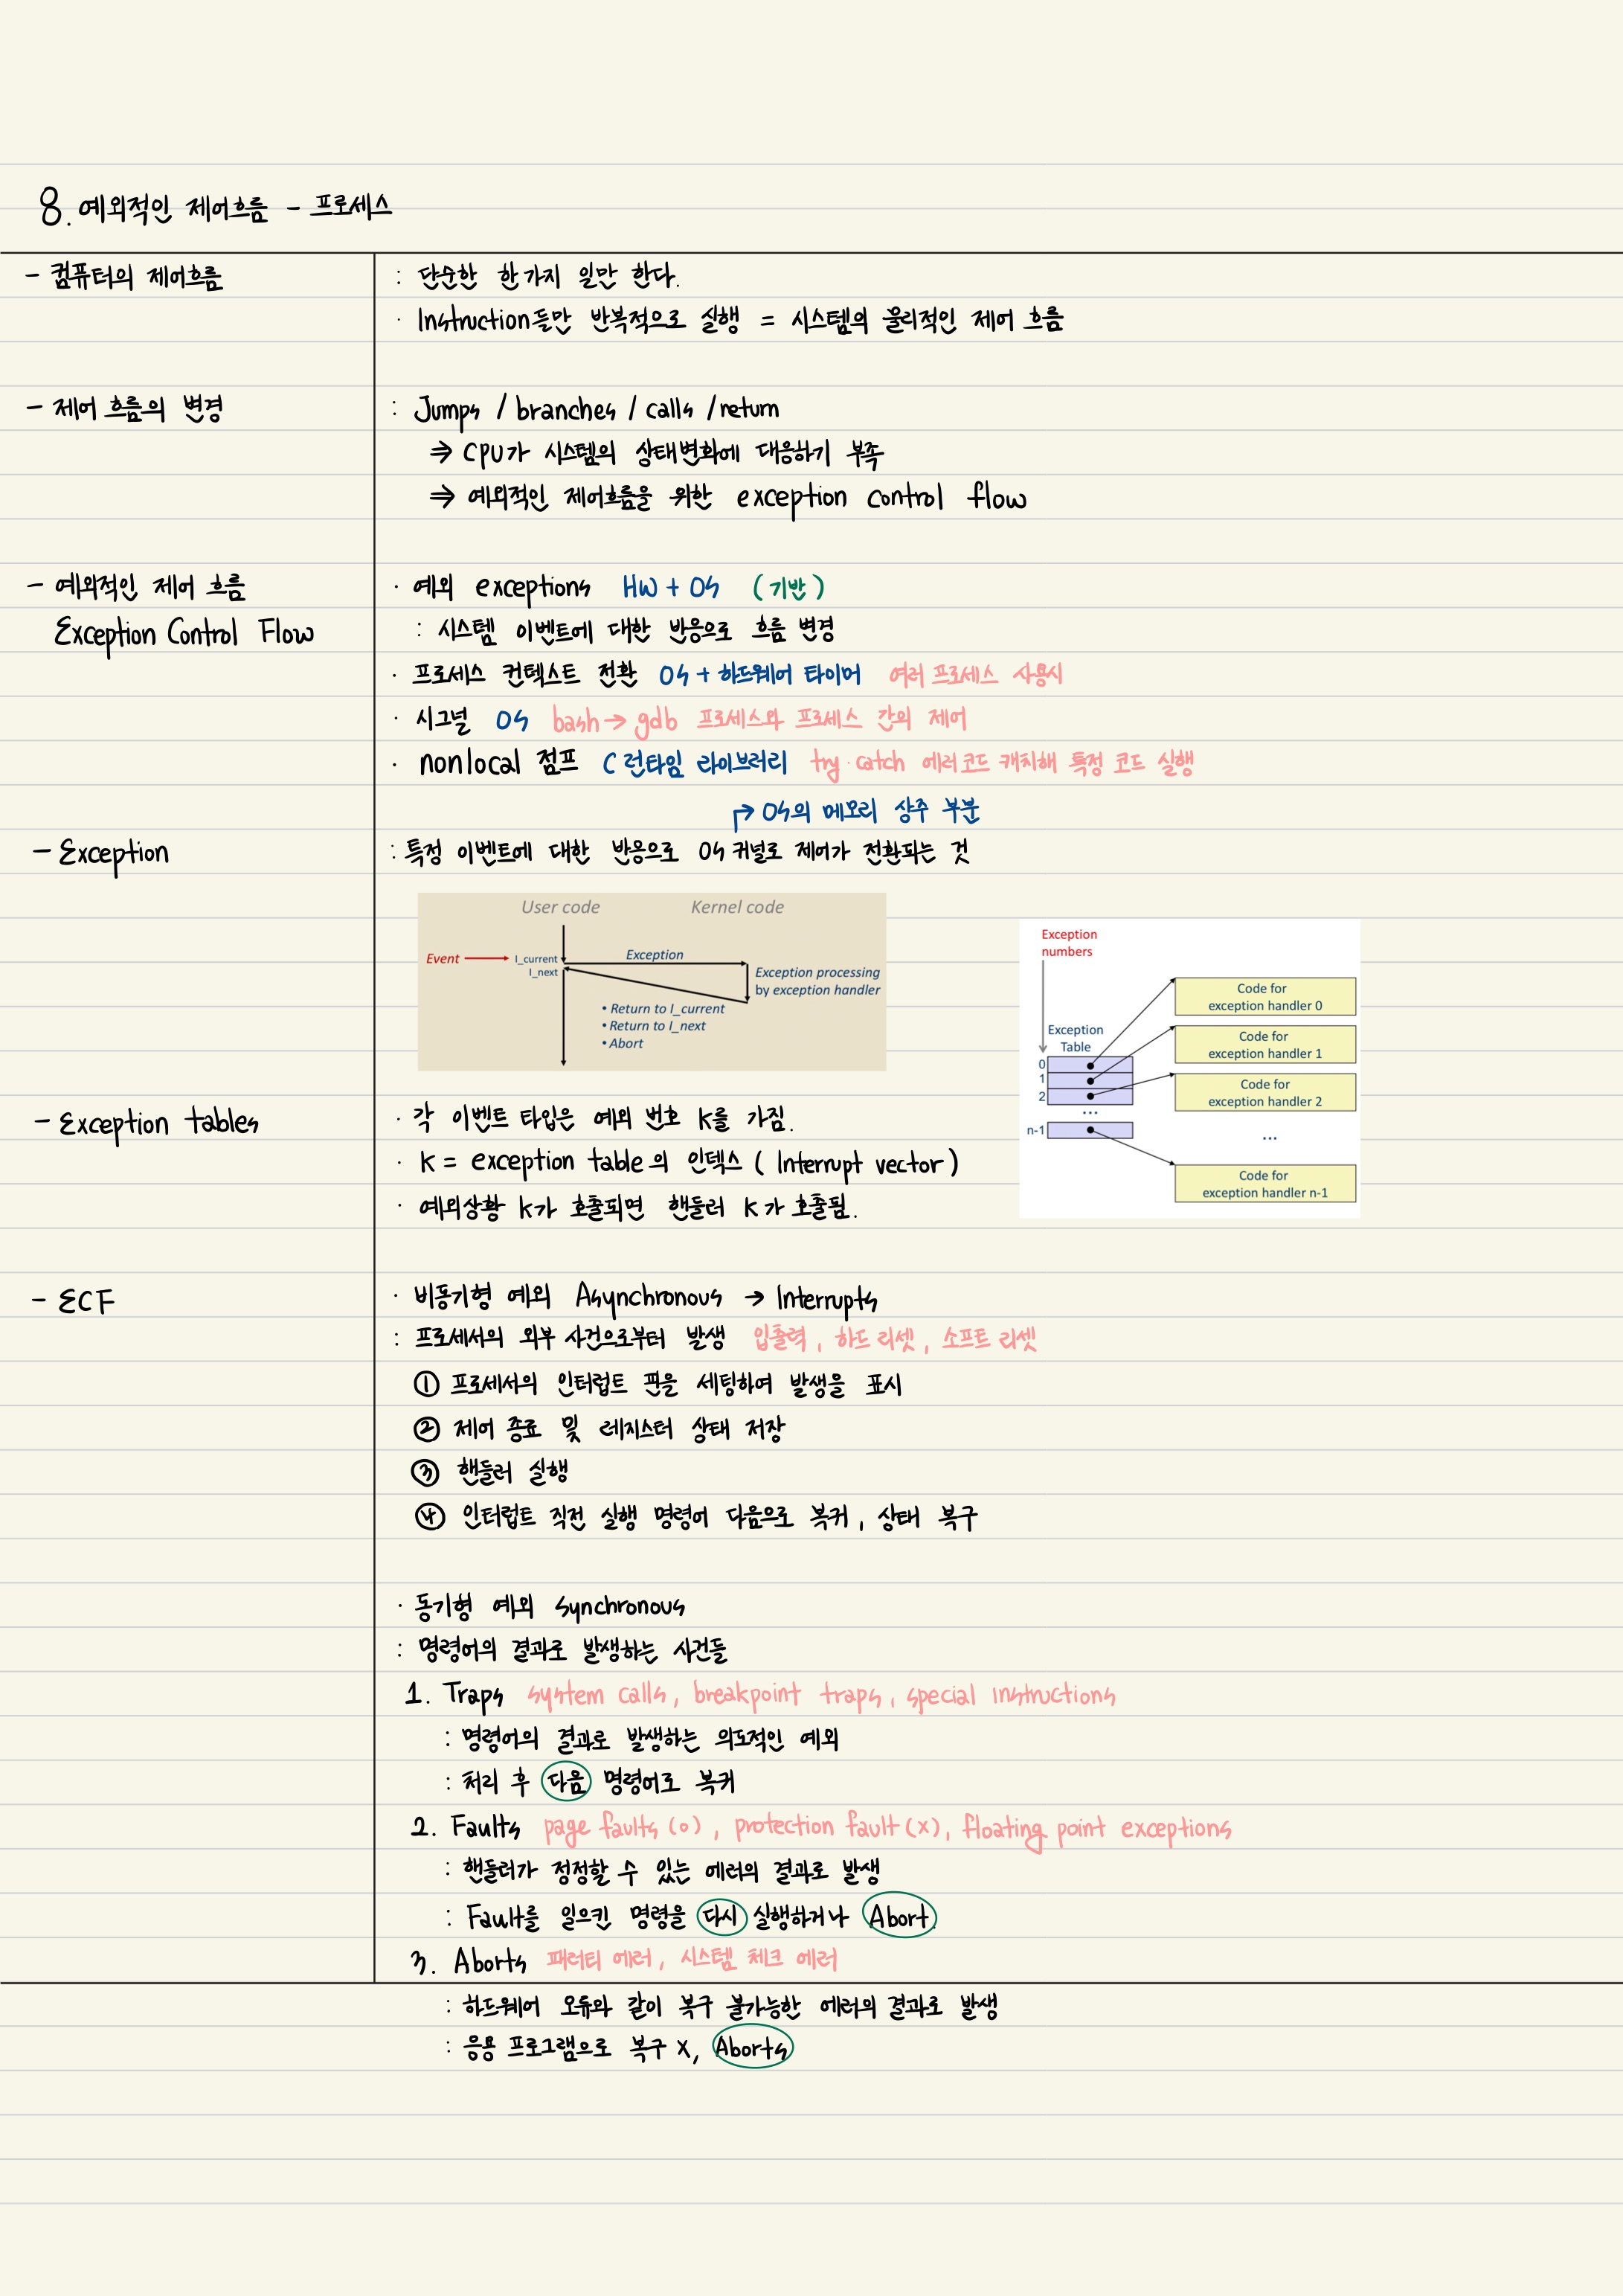 8. 예외적인 제어흐름 - 프로세스
- 컴퓨터의 제어흐름
: 단순한 한가지 일만 한다.
· Instruction들만 반복적으로 실행 = 시스템의 물리적인 제어 흐름
- 제어 흐름의 변경
: Jumps / branches / calls / return
⇒ CPU가 시스템의 상태변화에 대응하기 부족
⇒ 예외적인 제어흐름을 위한 exception control flow
- 예외적인 제어 흐름
Exception Control Flow
· 예외 exceptions HW + OS (기반)
: 시스템 이벤트에 대한 반응으로 흐름 변경
· 프로세스 컨텍스트 전환 OS + 하드웨어 타이머 여러 프로세스 사용시
· 시그널 OS bash → gdb 프로세스와 프로세스 간의 제어
· nonlocal 점프 C 런타임 라이브러리 try·catch 에러코드 캐치해 특정 코드 실행
→ OS의 메모리 상주 부분
- Exception
: 특정 이벤트에 대한 반응으로 OS 커널로 제어가 전환되는 것
User code Kernel code
Event I_current Exception
I_next
Exception processing
by exception handler
• Return to I_current
• Return to I_next
• Abort
Exception
numbers
Exception
Table
0
1
2
...
n-1
Code for
exception handler 0
Code for
exception handler 1
Code for
exception handler 2
...
Code for
exception handler n-1
- Exception tables
· 각 이벤트 타입은 예외 번호 k를 가짐.
· k = exception table의 인덱스 ( Interrupt vector )
· 예외상황 k가 호출되면 핸들러 k가 호출됨.
- ECF
· 비동기형 예외 Asynchronous → Interrupts
: 프로세서의 외부 사건으로부터 발생 입출력, 하드 리셋, 소프트 리셋
① 프로세서의 인터럽트 핀을 세팅하여 발생을 표시
② 제어 종료 및 레지스터 상태 저장
③ 핸들러 실행
④ 인터럽트 직전 실행 명령어 다음으로 복귀, 상태 복구
· 동기형 예외 synchronous
: 명령어의 결과로 발생하는 사건들
1. Traps system calls, breakpoint traps, special instructions
: 명령어의 결과로 발생하는 의도적인 예외
: 처리 후 다음 명령어로 복귀
2. Faults page faults (o), protection fault (x), floating point exceptions
: 핸들러가 정정할 수 있는 에러의 결과로 발생
: Fault를 일으킨 명령을 다시 실행하거나 Abort.
3. Aborts 패러티 에러, 시스템 체크 에러
: 하드웨어 오류와 같이 복구 불가능한 에러의 결과로 발생
: 응용 프로그램으로 복구 x, Aborts